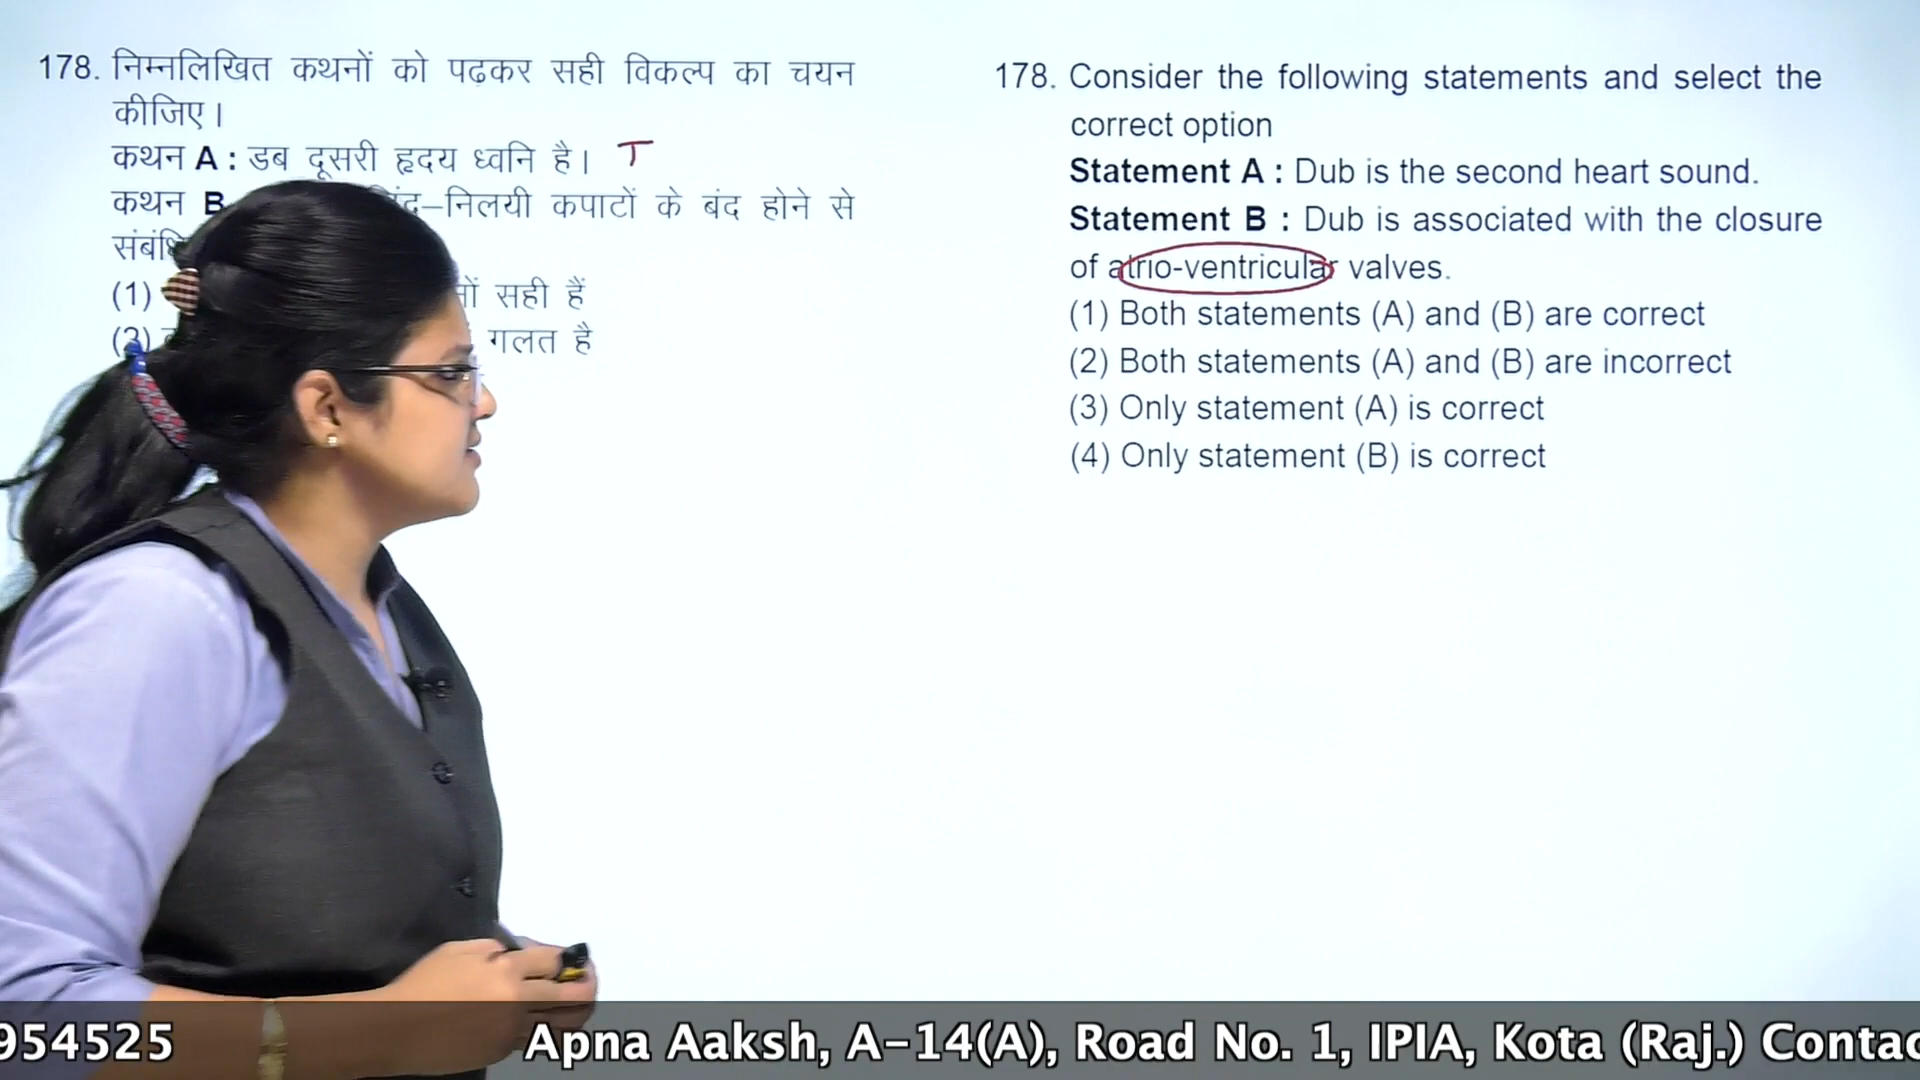 178. निम्नलिखित कथनों को पढ़कर सही विकल्प का चयन
कीजिए।
कथन A : डब दूसरी हृदय ध्वनि है। T
कथन B –निलयी कपाटों के बंद होने से
(1) सही हैं
(3) गलत है
178. Consider the following statements and select the
correct option
Statement A : Dub is the second heart sound.
Statement B : Dub is associated with the closure
of atrio-ventricular valves.
(1) Both statements (A) and (B) are correct
(2) Both statements (A) and (B) are incorrect
(3) Only statement (A) is correct
(4) Only statement (B) is correct
954525 Apna Aaksh, A-14(A), Road No. 1, IPIA, Kota (Raj.)